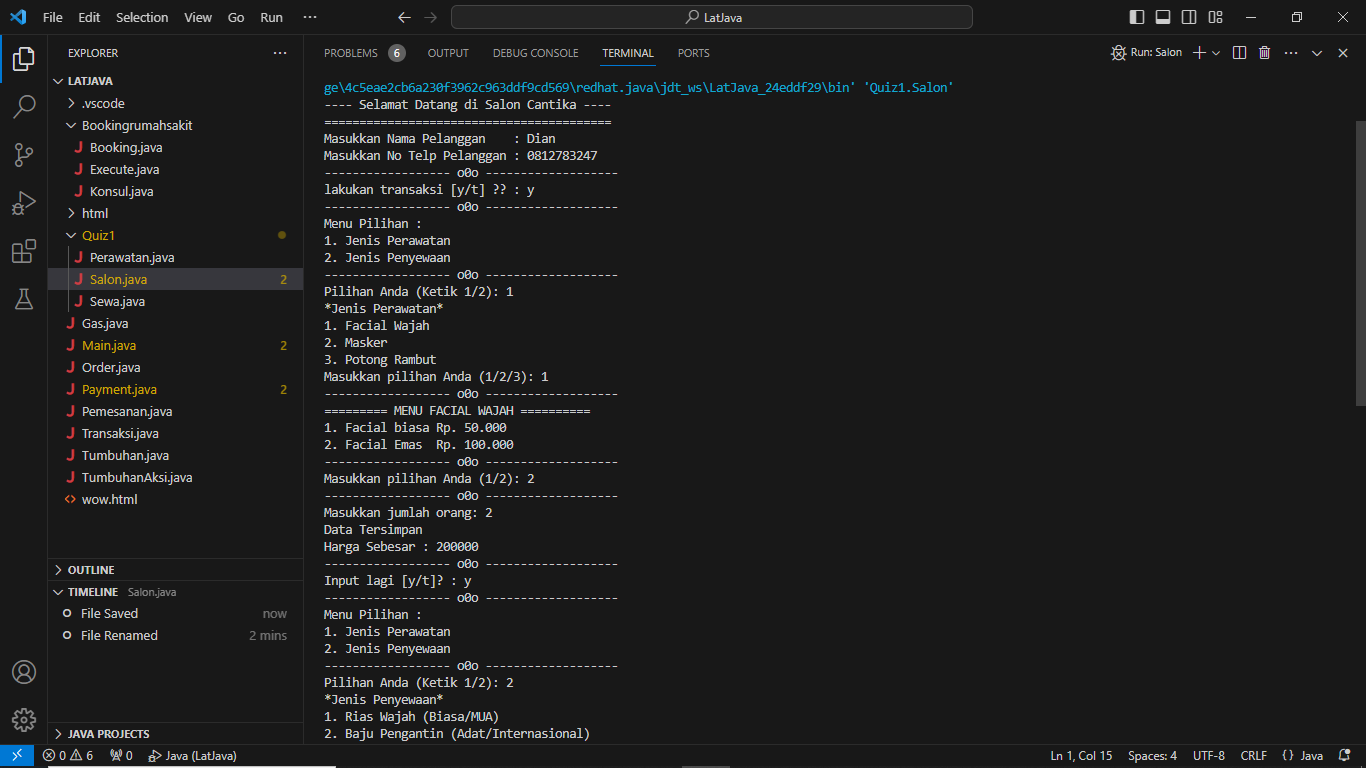 File Edit Selection View Go Run ··· LatJava
EXPLORER ···
LATJAVA
.vscode
Bookingrumahsakit
Booking.java
Execute.java
Konsul.java
html
Quiz1
Perawatan.java
Salon.java 2
Sewa.java
Gas.java
Main.java 2
Order.java
Payment.java 2
Pemesanan.java
Transaksi.java
Tumbuhan.java
TumbuhanAksi.java
wow.html
OUTLINE
TIMELINE Salon.java
File Saved now
File Renamed 2 mins
JAVA PROJECTS
PROBLEMS 6 OUTPUT DEBUG CONSOLE TERMINAL PORTS Run: Salon
ge\4c5eae2cb6a230f3962c963ddf9cd569\redhat.java\jdt_ws\LatJava_24eddf29\bin' 'Quiz1.Salon'
---- Selamat Datang di Salon Cantika ----
=========================================
Masukkan Nama Pelanggan    : Dian
Masukkan No Telp Pelanggan : 0812783247
------------------ o0o -------------------
lakukan transaksi [y/t] ?? : y
------------------ o0o -------------------
Menu Pilihan :
1. Jenis Perawatan
2. Jenis Penyewaan
------------------ o0o -------------------
Pilihan Anda (Ketik 1/2): 1
*Jenis Perawatan*
1. Facial Wajah
2. Masker
3. Potong Rambut
Masukkan pilihan Anda (1/2/3): 1
------------------ o0o -------------------
========= MENU FACIAL WAJAH ==========
1. Facial biasa Rp. 50.000
2. Facial Emas  Rp. 100.000
------------------ o0o -------------------
Masukkan pilihan Anda (1/2): 2
------------------ o0o -------------------
Masukkan jumlah orang: 2
Data Tersimpan
Harga Sebesar : 200000
------------------ o0o -------------------
Input lagi [y/t]? : y
------------------ o0o -------------------
Menu Pilihan :
1. Jenis Perawatan
2. Jenis Penyewaan
------------------ o0o -------------------
Pilihan Anda (Ketik 1/2): 2
*Jenis Penyewaan*
1. Rias Wajah (Biasa/MUA)
2. Baju Pengantin (Adat/Internasional)
0 6 0 Java (LatJava) Ln 1, Col 15 Spaces: 4 UTF-8 CRLF { } Java